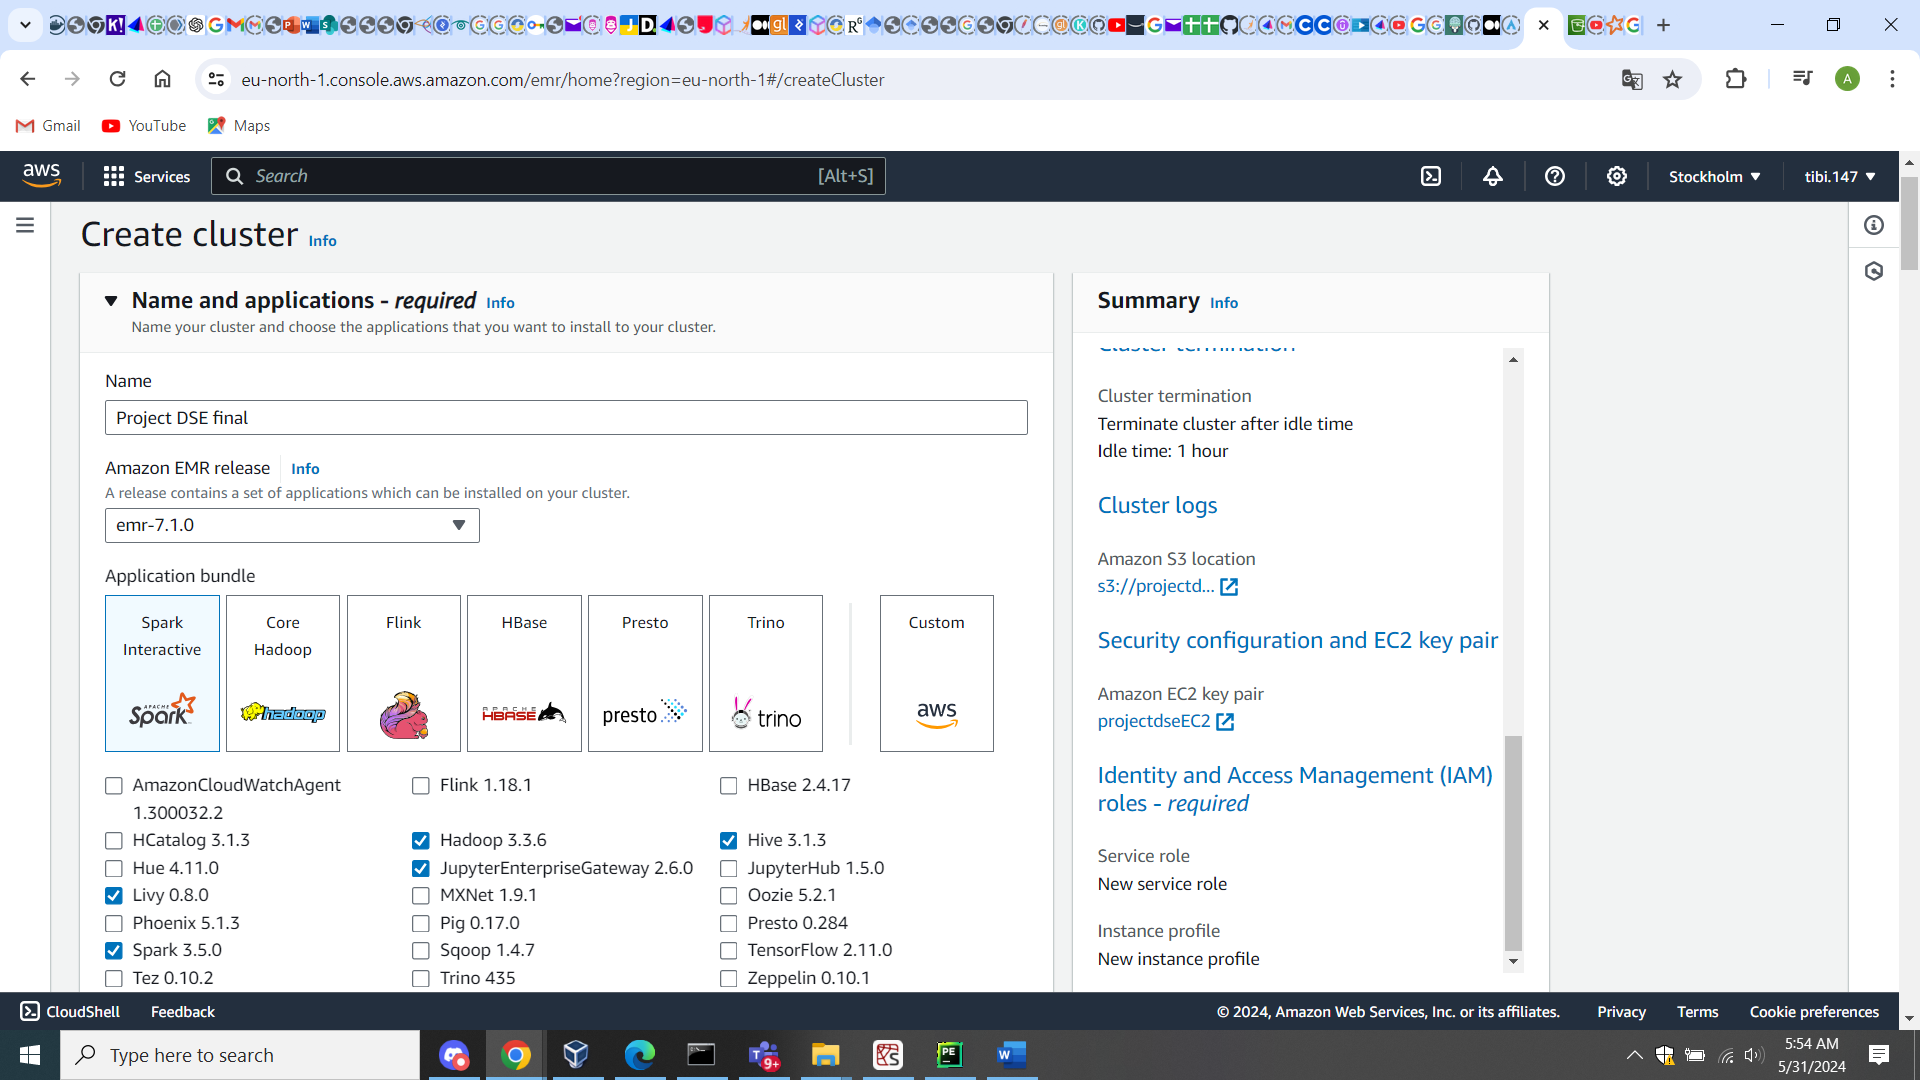 eu-north-1.console.aws.amazon.com/emr/home?region=eu-north-1#/createCluster
A
Gmail
YouTube
Maps
aws
Services
Search
[Alt+S]
Stockholm
tibi.147
Create cluster
Info
Name and applications - required
Info
Name your cluster and choose the applications that you want to install to your cluster.
Name
Project DSE final
Amazon EMR release
Info
A release contains a set of applications which can be installed on your cluster.
emr-7.1.0
Application bundle
Spark
Interactive
APACHE
Spark
Core
Hadoop
hadoop
Flink
HBase
APACHE
HBASE
Presto
presto
Trino
trino
Custom
aws
AmazonCloudWatchAgent
1.300032.2
Flink 1.18.1
HBase 2.4.17
HCatalog 3.1.3
Hadoop 3.3.6
Hive 3.1.3
Hue 4.11.0
JupyterEnterpriseGateway 2.6.0
JupyterHub 1.5.0
Livy 0.8.0
MXNet 1.9.1
Oozie 5.2.1
Phoenix 5.1.3
Pig 0.17.0
Presto 0.284
Spark 3.5.0
Sqoop 1.4.7
TensorFlow 2.11.0
Tez 0.10.2
Trino 435
Zeppelin 0.10.1
Summary
Info
Cluster termination
Cluster termination
Terminate cluster after idle time
Idle time: 1 hour
Cluster logs
Amazon S3 location
s3://projectd...
Security configuration and EC2 key pair
Amazon EC2 key pair
projectdseEC2
Identity and Access Management (IAM)
roles - required
Service role
New service role
Instance profile
New instance profile
CloudShell
Feedback
© 2024, Amazon Web Services, Inc. or its affiliates.
Privacy
Terms
Cookie preferences
Type here to search
9+
PE
W
5:54 AM
5/31/2024